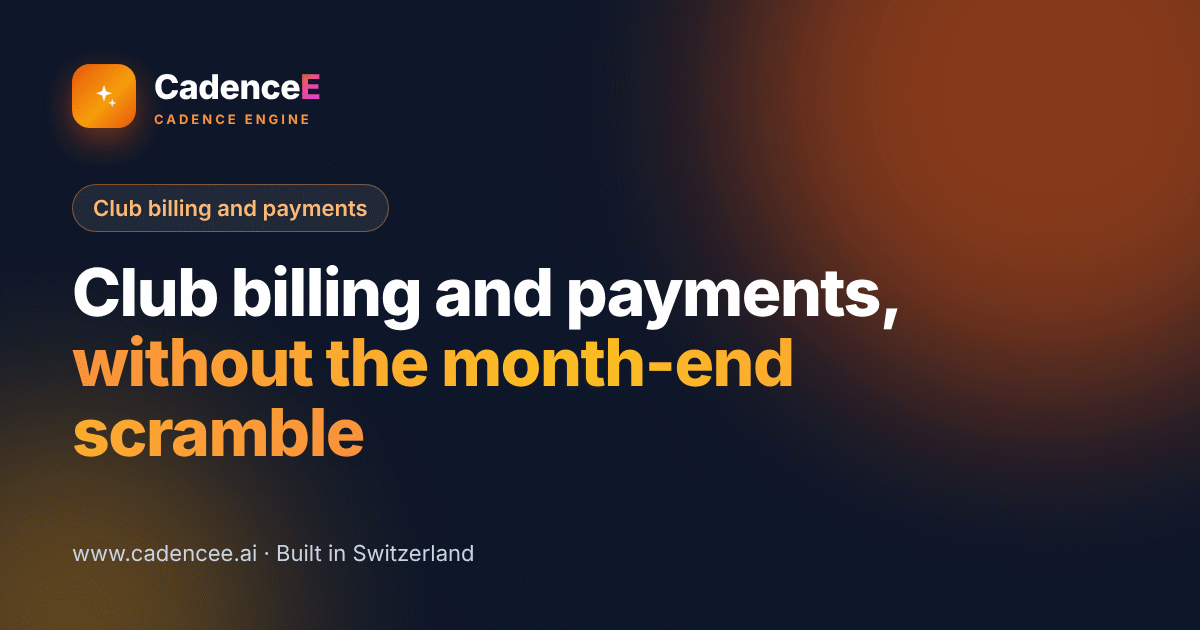 CadenceE
CADENCE ENGINE
Club billing and payments
Club billing and payments,
without the month-end
scramble
www.cadencee.ai · Built in Switzerland